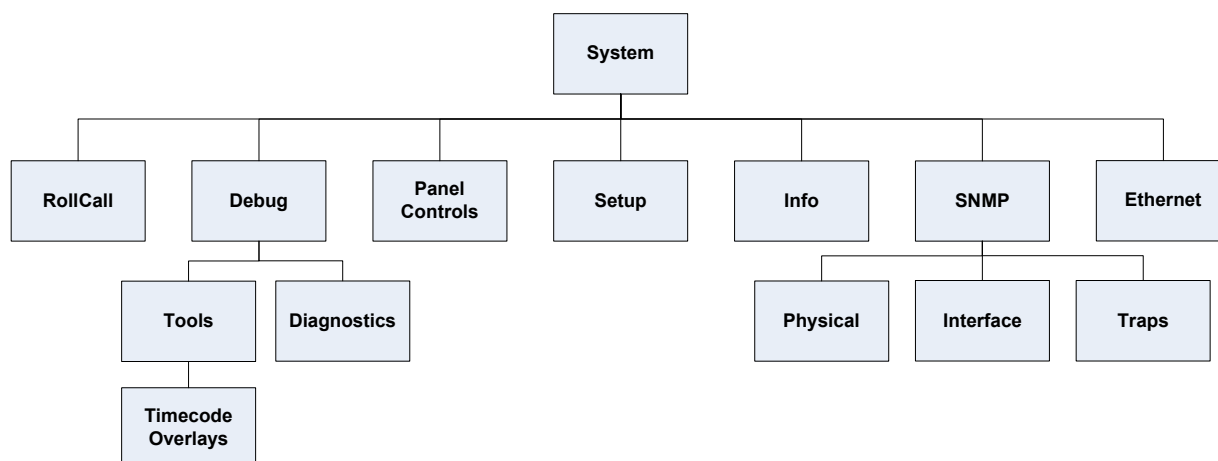 System
RollCall
Debug
Panel
Controls
Setup
Info
SNMP
Ethernet
Tools
Diagnostics
Physical
Interface
Traps
Timecode
Overlays